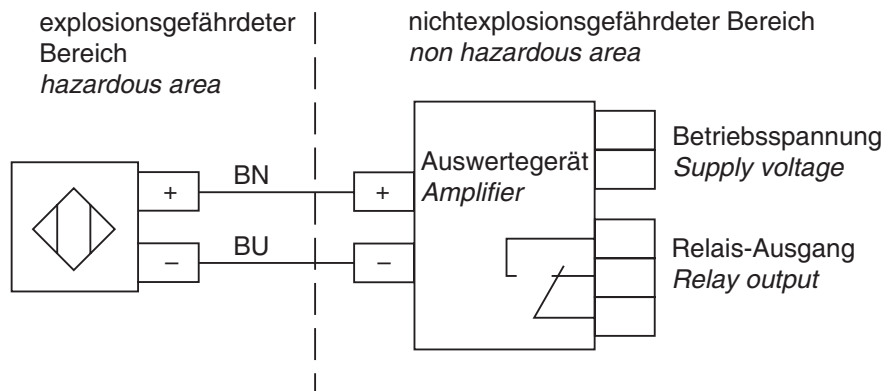 explosionsgefährdeter
Bereich
hazardous area
nichtexplosionsgefährdeter Bereich
non hazardous area
+
BN
+
–
BU
–
Auswertegerät
Amplifier
Betriebsspannung
Supply voltage
Relais-Ausgang
Relay output